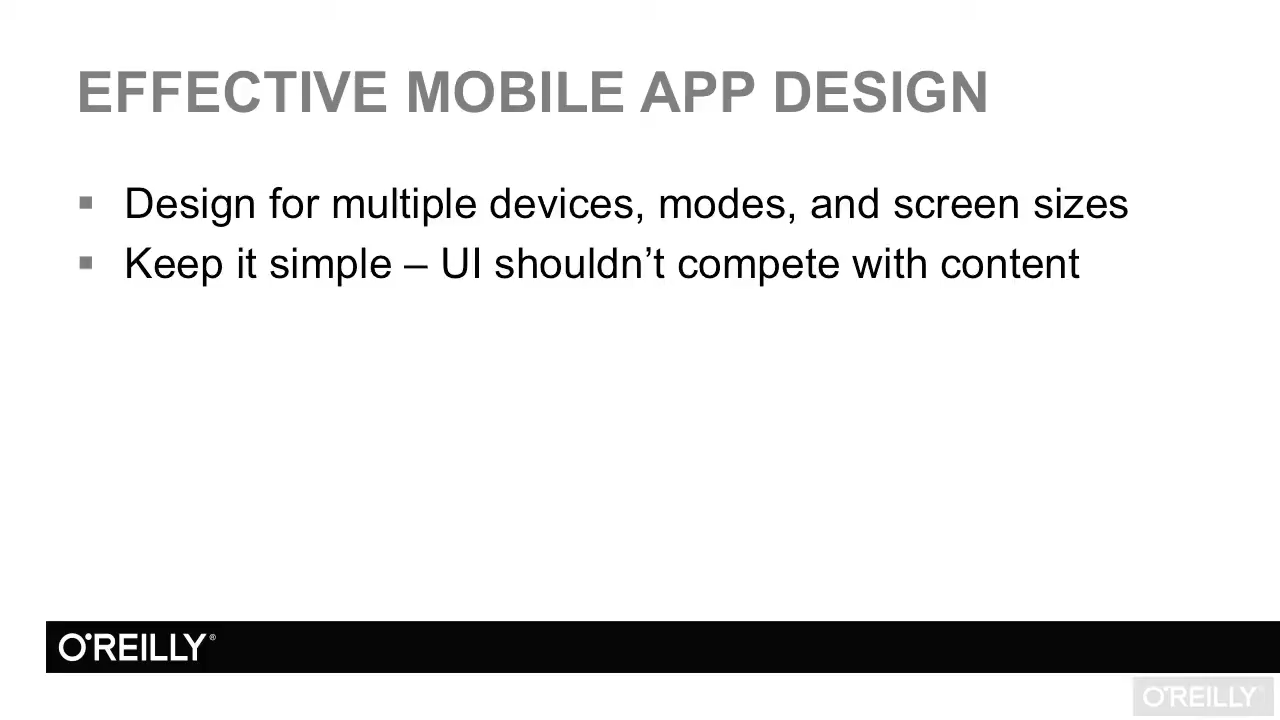 EFFECTIVE MOBILE APP DESIGN
▪ Design for multiple devices, modes, and screen sizes
▪ Keep it simple – UI shouldn’t compete with content
O'REILLY®
O'REILLY